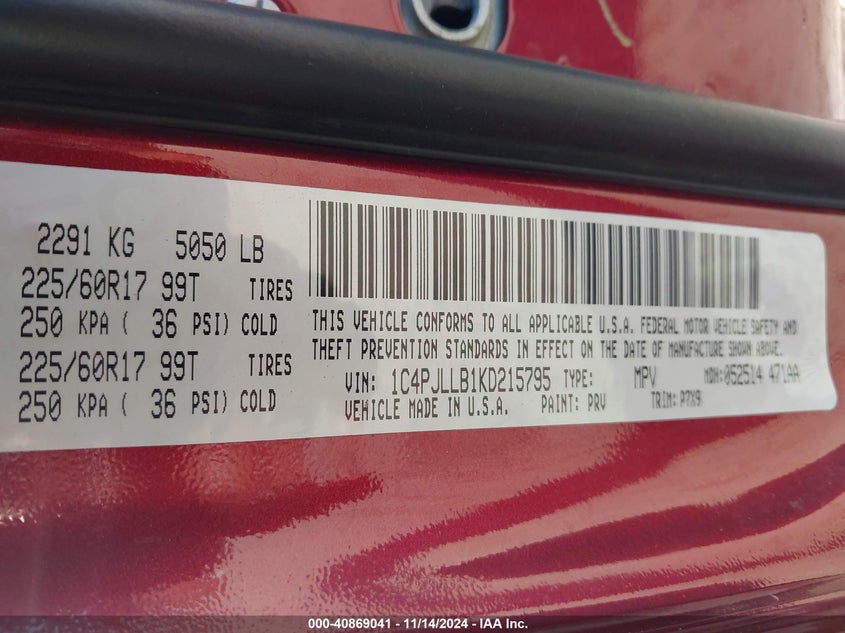 2291 KG 5050 LB
225/60R17 99T TIRES
250 KPA ( 36 PSI) COLD
225/60R17 99T TIRES
250 KPA ( 36 PSI) COLD
THIS VEHICLE CONFORMS TO ALL APPLICABLE U.S.A. FEDERAL MOTOR VEHICLE SAFETY AND
THEFT PREVENTION STANDARDS IN EFFECT ON THE DATE OF MANUFACTURE SHOWN ABOVE.
VIN: 1C4PJLLB1KD215795 TYPE: MPV MDH: 052514 471AA
VEHICLE MADE IN U.S.A. PAINT: PRV TRIM: P7X9
000-40869041 - 11/14/2024 - IAA Inc.